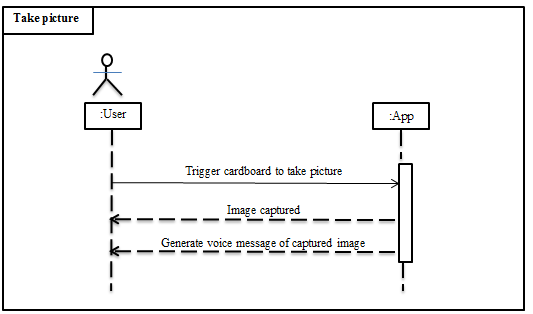 Take picture
:User
:App
Trigger cardboard to take picture
Image captured
Generate voice message of captured image